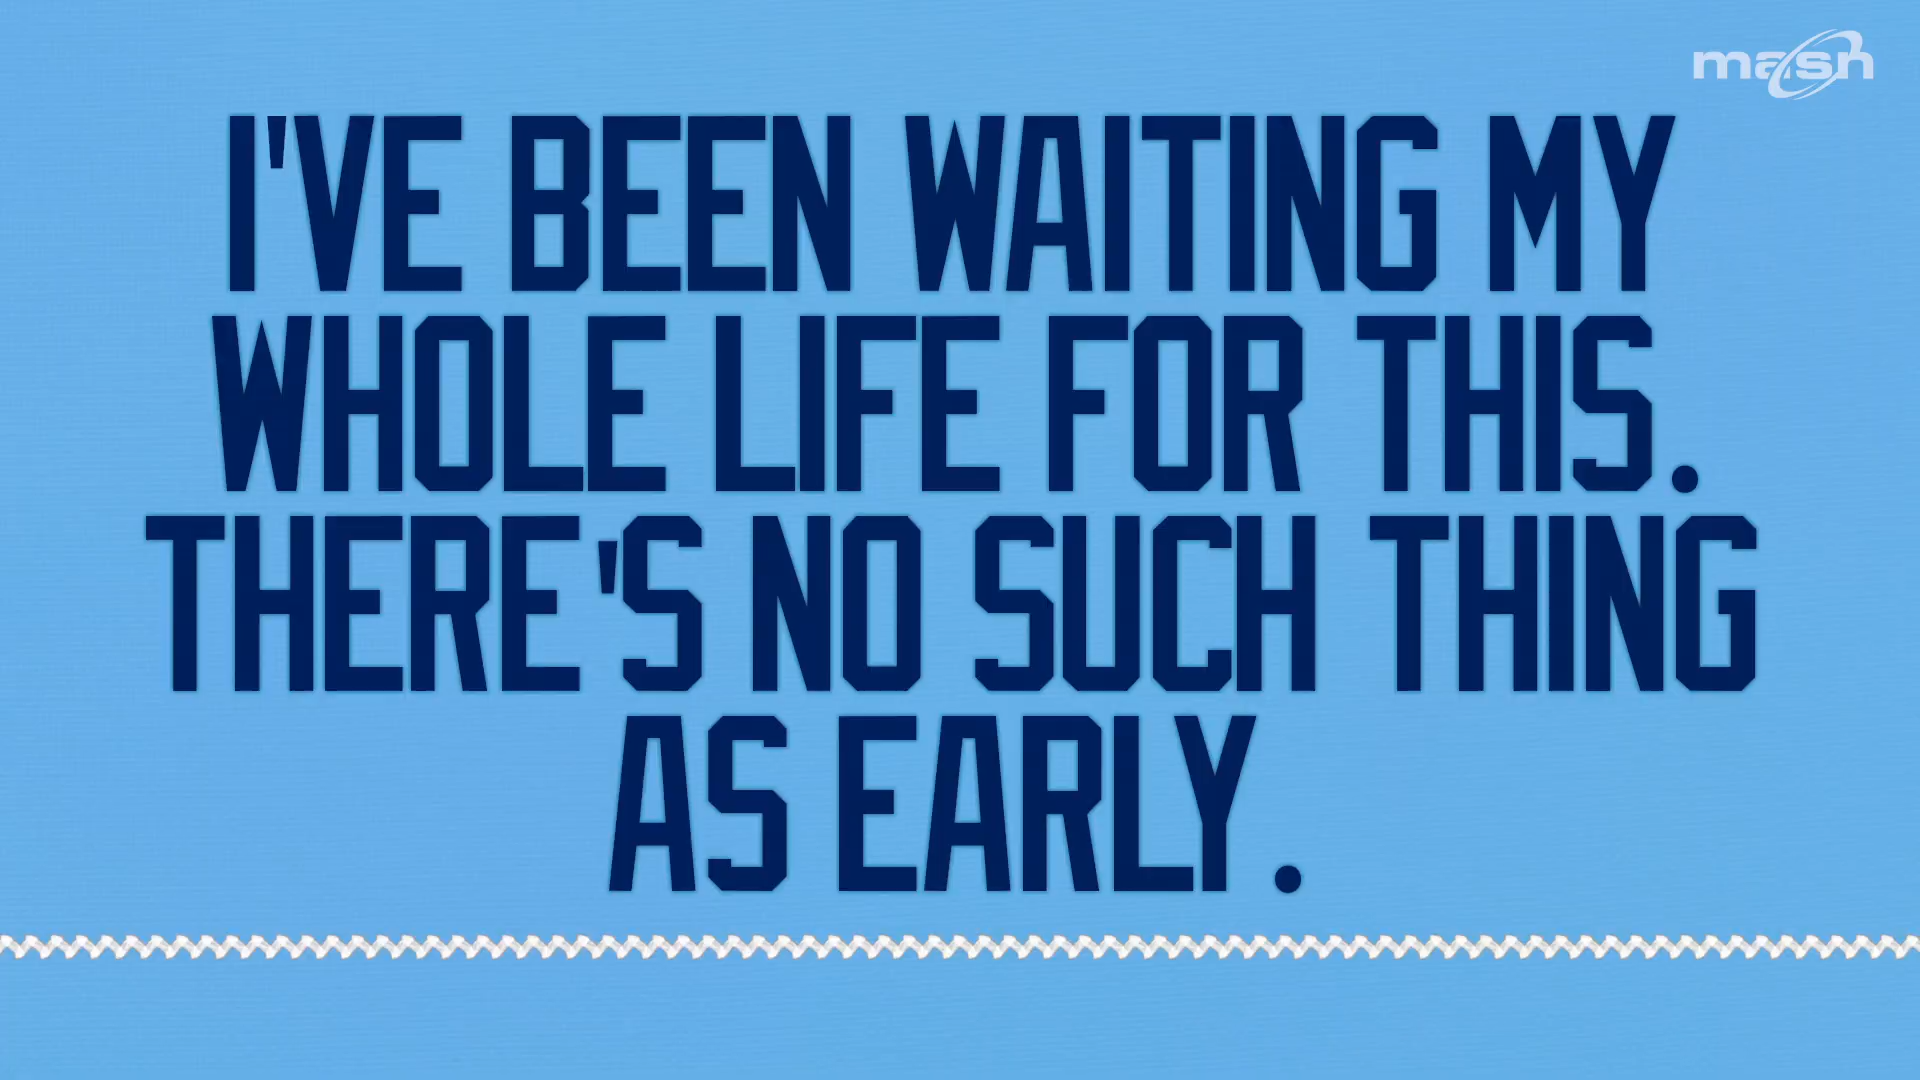 mash
I'VE BEEN WAITING MY
WHOLE LIFE FOR THIS.
THERE'S NO SUCH THING
AS EARLY.